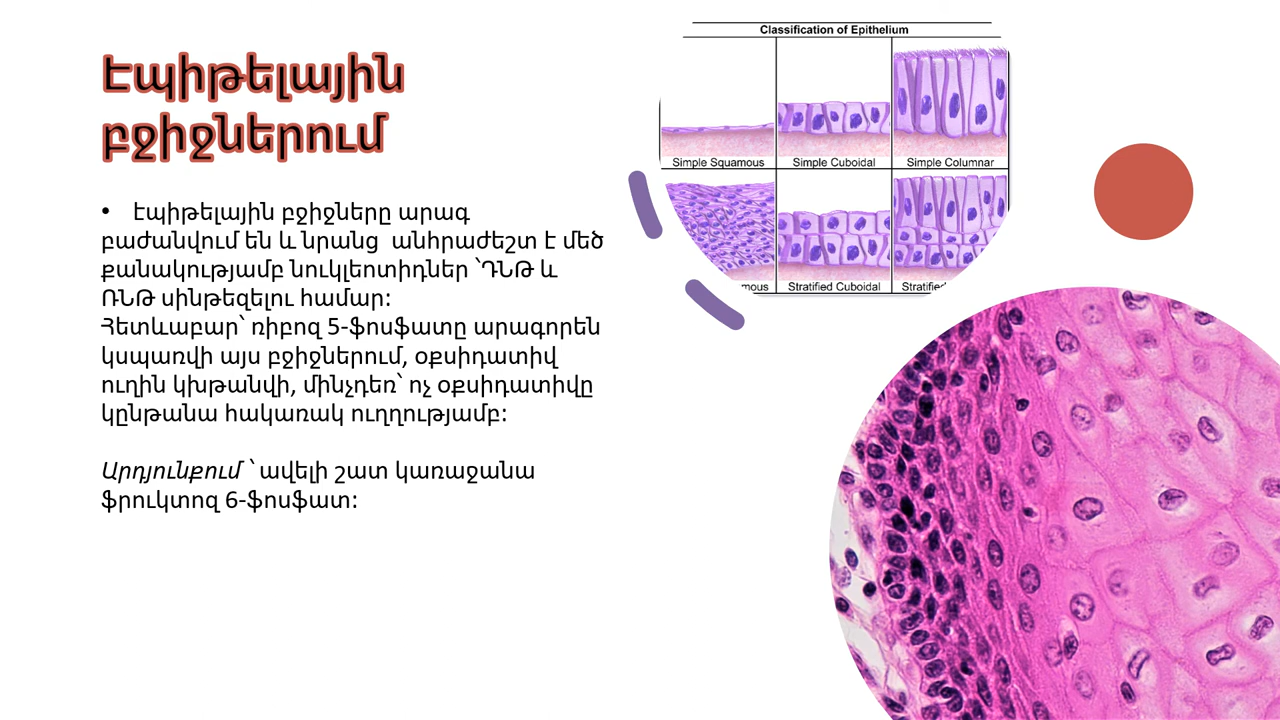 Էպիթելային
բջիջներում
• էպիթելային բջիջները արագ
բաժանվում են և նրանց  անհրաժեշտ է մեծ
քանակությամբ նուկլեոտիդներ ՝ԴՆԹ և
ՌՆԹ սինթեզելու համար:
Հետևաբար՝ ռիբոզ 5-ֆոսֆատը արագորեն
կսպառվի այս բջիջներում, օքսիդատիվ
ուղին կխթանվի, մինչդեռ՝ ոչ օքսիդատիվը
կընթանա հակառակ ուղղությամբ:
Արդյունքում ՝ ավելի շատ կառաջանա
ֆրուկտոզ 6-ֆոսֆատ:
Classification of Epithelium
Simple Squamous Simple Cuboidal Simple Columnar
mous Stratified Cuboidal Stratified